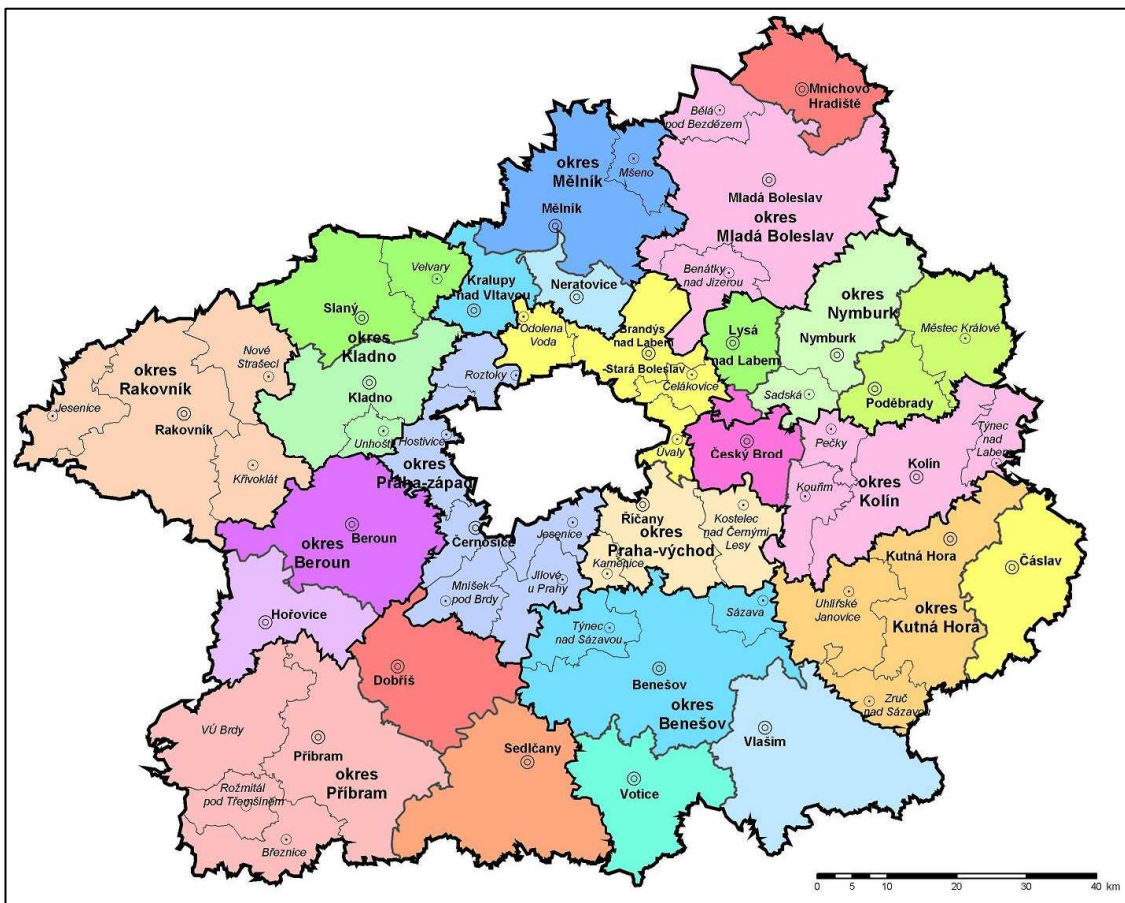 Mnichovo
Hradiště
Bělá
pod Bezdězem
okres
Mělník
Mšeno
Mladá Boleslav
okres
Mladá Boleslav
Mělník
Velvary
Kralupy
nad Vltavou
Neratovice
Benátky
nad Jizerou
okres
Nymburk
Slaný
okres
Kladno
Odolena
Voda
Brandýs
nad Labem
-Stará Boleslav
Lysá
nad Labem
Nymburk
Městec Králové
Nové
Strašecí
okres
Rakovník
Roztoky
Čelákovice
Kladno
Sadská
Poděbrady
Jesenice
Rakovník
Unhošť
Hostivice
Úvaly
Český Brod
Pečky
Týnec
nad
Labem
Křivoklát
okres
Praha-západ
Kouřim
Kolín
okres
Kolín
Říčany
okres
Praha-východ
Kostelec
nad Černými
Lesy
okres
Beroun
Beroun
Černošice
Jesenice
Kamenice
Kutná Hora
Čáslav
Mníšek
pod Brdy
Jílové
u Prahy
Uhlířské
Janovice
okres
Kutná Hora
Hořovice
Týnec
nad Sázavou
Sázava
Dobříš
Benešov
okres
Benešov
Zruč
nad Sázavou
VÚ Brdy
Příbram
okres
Příbram
Sedlčany
Vlašim
Rožmitál
pod Třemšínem
Votice
Březnice
0 5 10 20 30 40 km